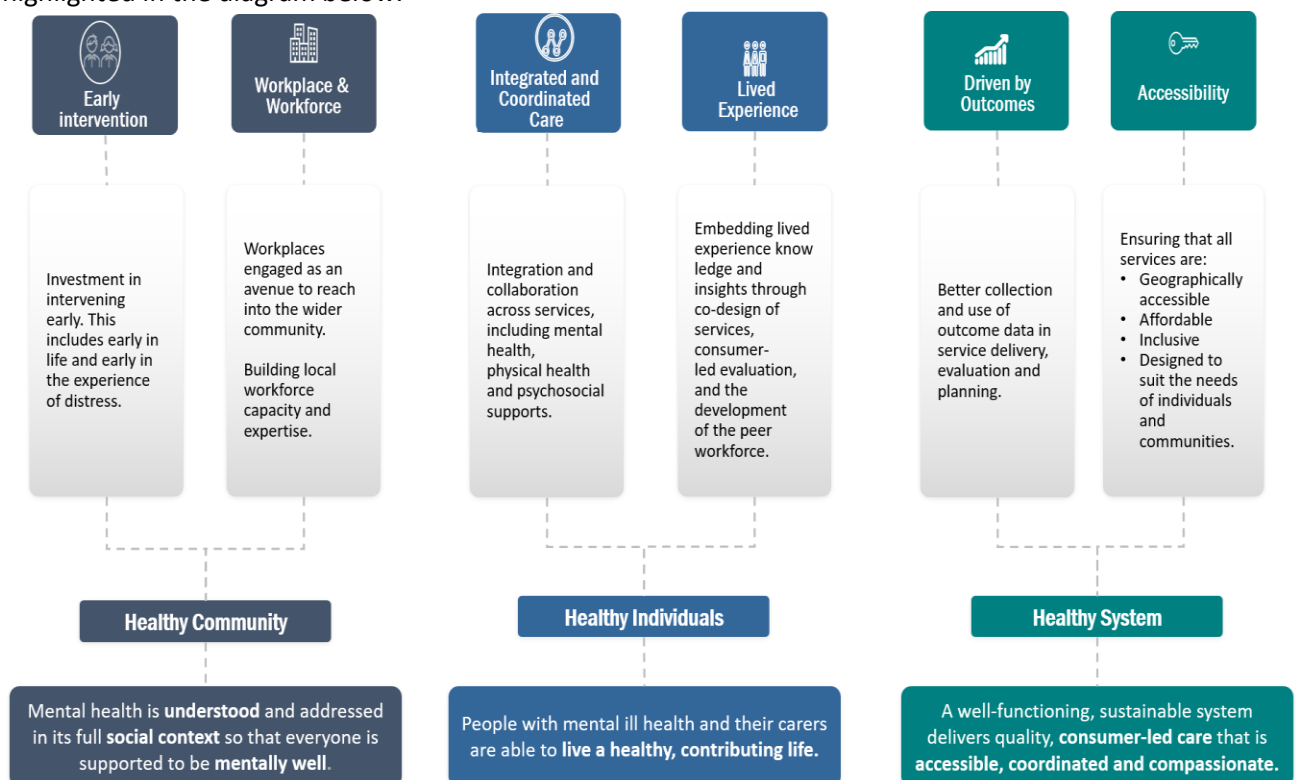 highlighted in the diagram below:
Early
intervention
Workplace &
Workforce
Integrated and
Coordinated
Care
Lived
Experience
Driven by
Outcomes
Accessibility
Investment in
intervening
early. This
includes early in
life and early in
the experience
of distress.
Workplaces
engaged as an
avenue to reach
into the wider
community.
Building local
workforce
capacity and
expertise.
Integration and
collaboration
across services,
including mental
health,
physical health
and psychosocial
supports.
Embedding lived
experience know
ledge and
insights through
co-design of
services,
consumer-
led evaluation,
and the
development
of the peer
workforce.
Better collection
and use of
outcome data in
service delivery,
evaluation and
planning.
Ensuring that all
services are:
• Geographically
accessible
• Affordable
• Inclusive
• Designed to
suit the needs
of individuals
and
communities.
Healthy Community
Healthy Individuals
Healthy System
Mental health is understood and addressed
in its full social context so that everyone is
supported to be mentally well.
People with mental ill health and their carers
are able to live a healthy, contributing life.
A well-functioning, sustainable system
delivers quality, consumer-led care that is
accessible, coordinated and compassionate.